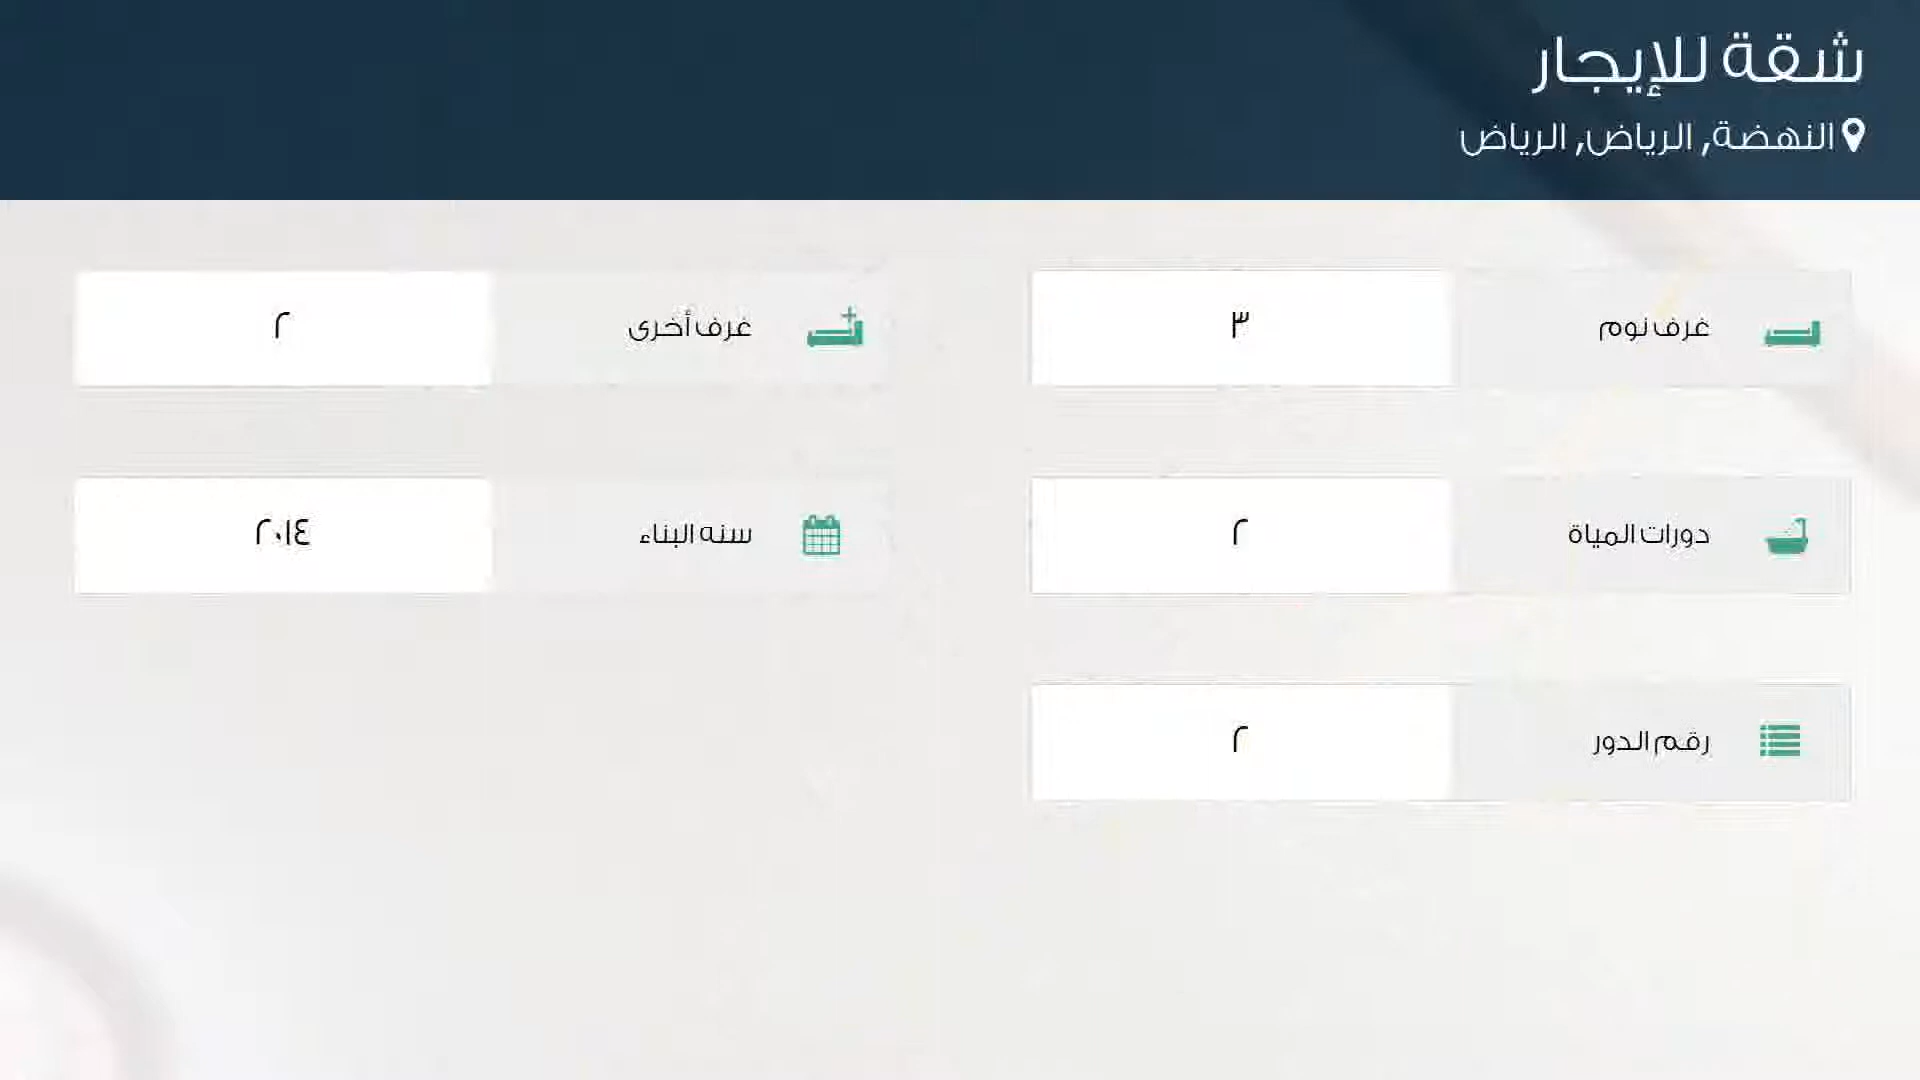 شقة للإيجار
النهضة, الرياض, الرياض
غرف نوم
٣
غرف أخرى
٢
دورات المياة
٢
سنه البناء
٢٠١٤
رقم الدور
٢